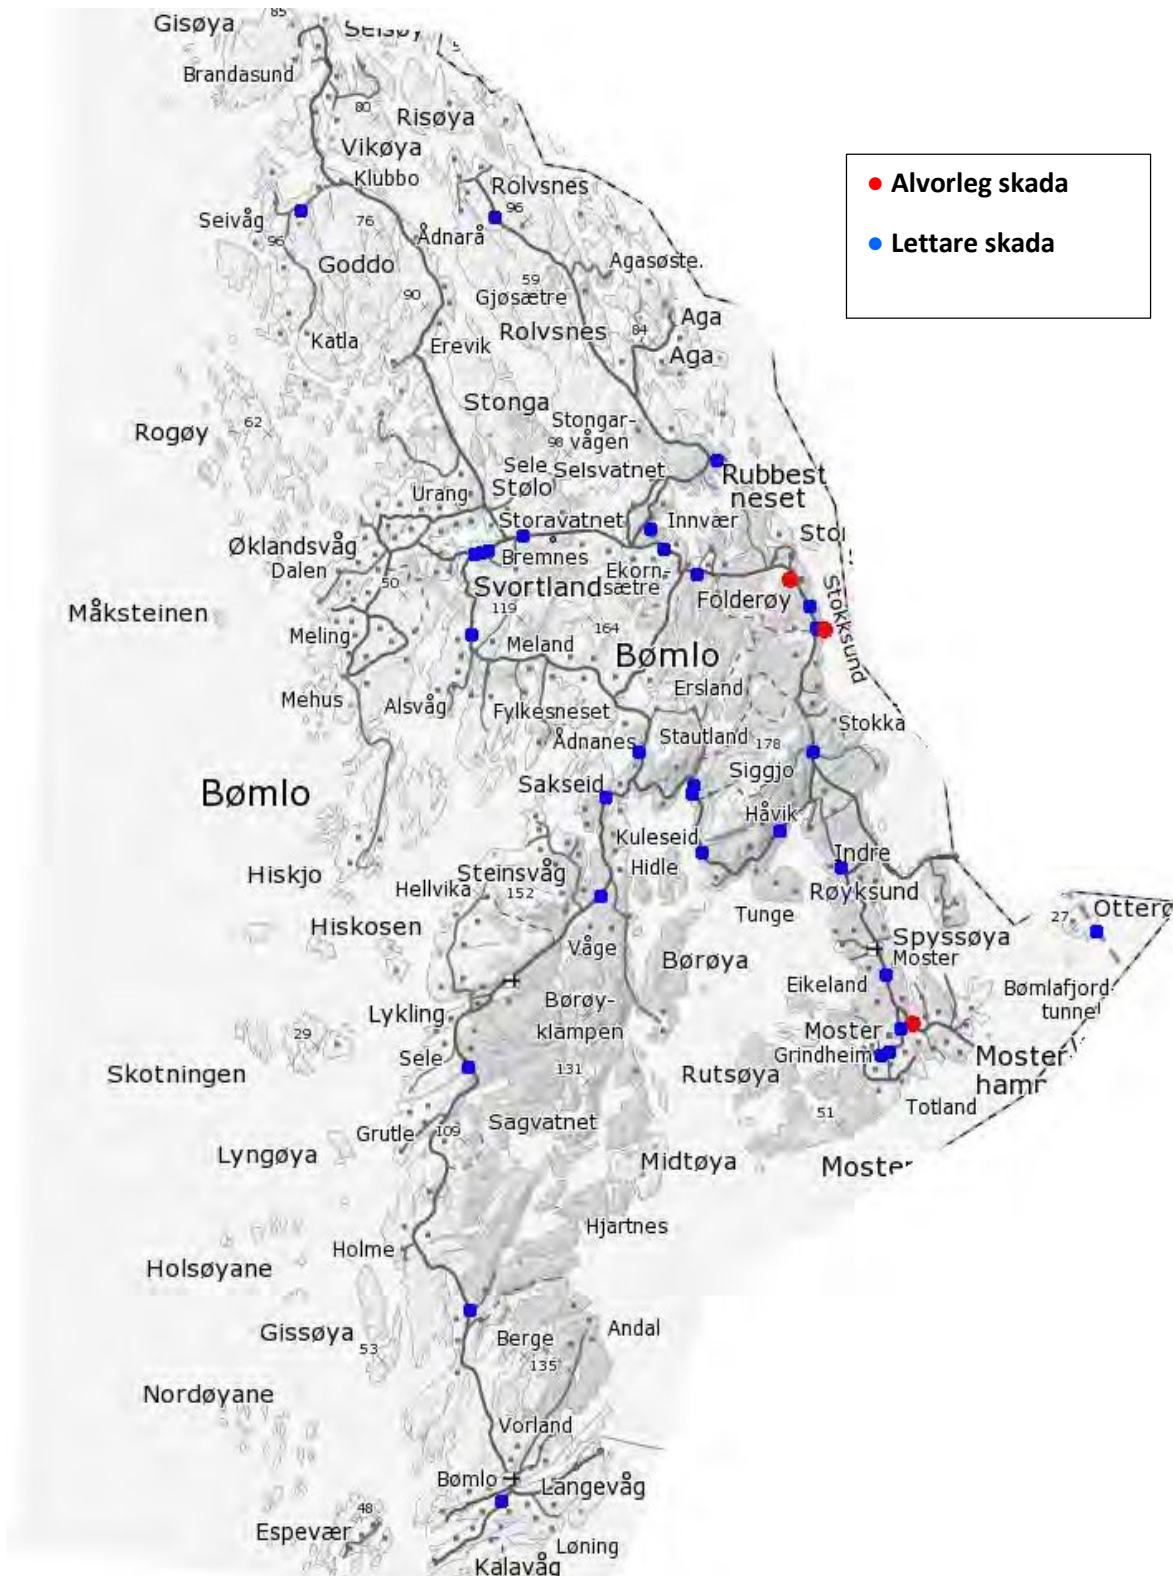 85
Gisøya
Selsøy
Brandasund
80
Risøya
Vikøya
Klubbo
Rolvsnes
96
Seivåg
76
Ådnarå
96
Goddo
Agasøste.
59
90
Gjøsætre
Aga
Katla
Erevik
Rolvsnes
84
Aga
Stonga
Rogøy
62
Stongar-
98 vågen
Sele
Selsvatnet
Rubbest
neset
Urang
Stølo
Storavatnet
Innvær
Øklandsvåg
Bremnes
Dalen
50
Svortland
Ekorn-
sætre
Folderøy
Stokksund
Måksteinen
119
Meling
Meland
164
Bømlo
Ersland
Mehus
Alsvåg
Fylkesneset
Stokka
Ådnanes
Stautland
178
Siggjo
Bømlo
Sakseid
Håvik
Kuleseid
Hiskjo
Steinsvåg
Hidle
Indre
Hellvika
152
Røyksund
Tunge
27
Otterø
Hiskosen
Våge
Spyssøya
Børøya
Moster
Eikeland
Bømlafjord
tunnel
Lykling
Børøy-
klampen
29
Moster
Sele
Grindheim
Moster
hamn
Skotningen
131
Rutsøya
51
Totland
Grutle
109
Sagvatnet
Lyngøya
Midtøya
Moster
Hjartnes
Holme
Holsøyane
Gissøya
53
Berge
Andal
135
Nordøyane
Vorland
Bømlo
Langevåg
48
Espevær
Løning
Kalavåg
Alvorleg skada
Lettare skada